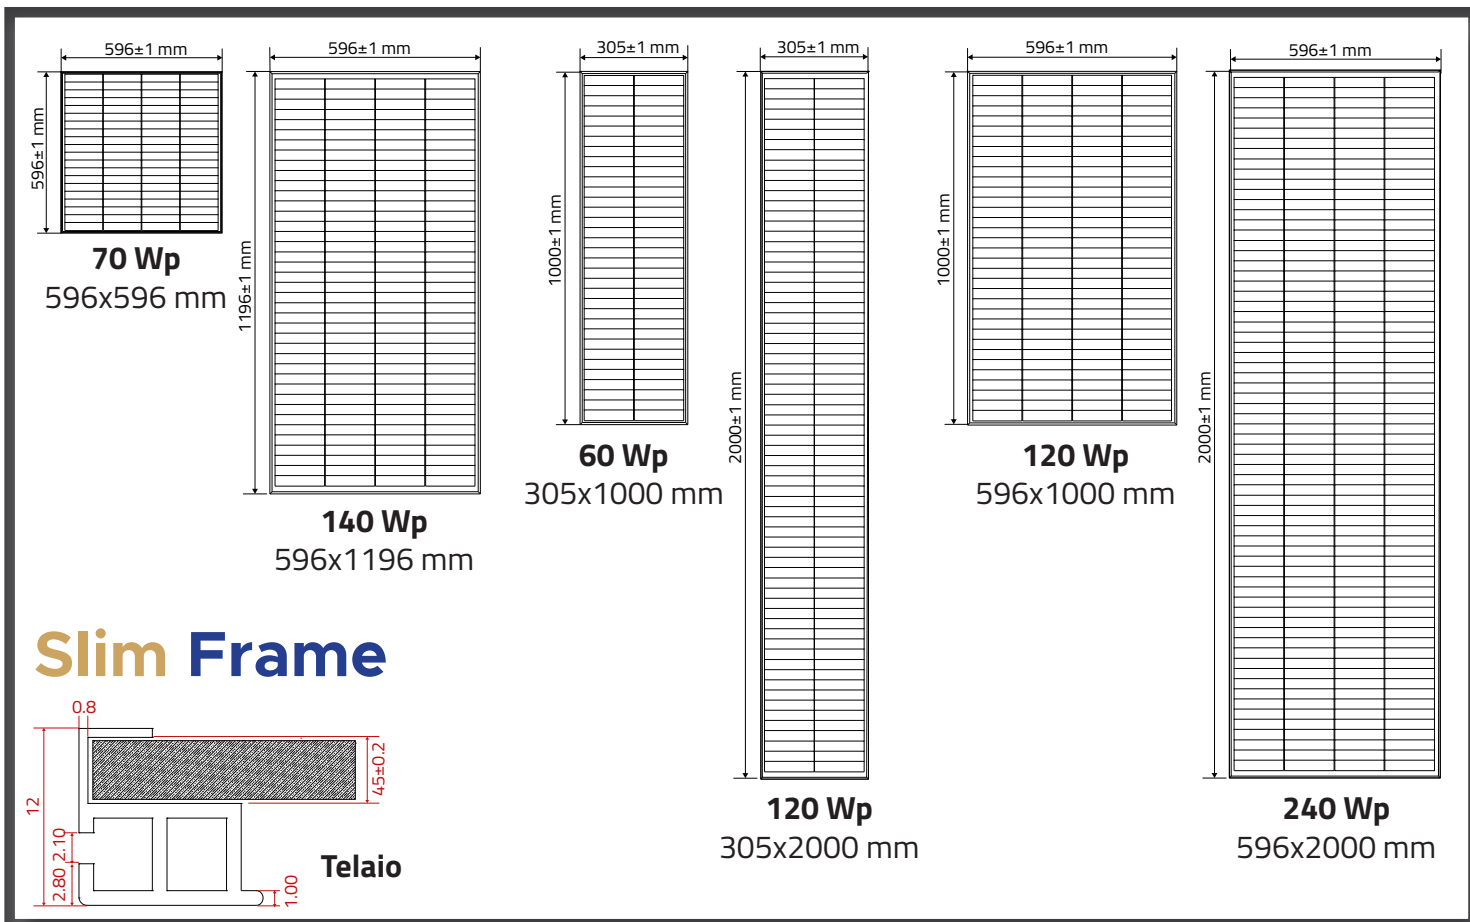 596±1 mm
596±1 mm
70 Wp
596x596 mm
596±1 mm
1196±1 mm
140 Wp
596x1196 mm
305±1 mm
1000±1 mm
60 Wp
305x1000 mm
305±1 mm
2000±1 mm
120 Wp
305x2000 mm
596±1 mm
1000±1 mm
120 Wp
596x1000 mm
596±1 mm
2000±1 mm
240 Wp
596x2000 mm
Slim Frame
0.8
45±0.2
12
2.10
2.80
1.00
Telaio